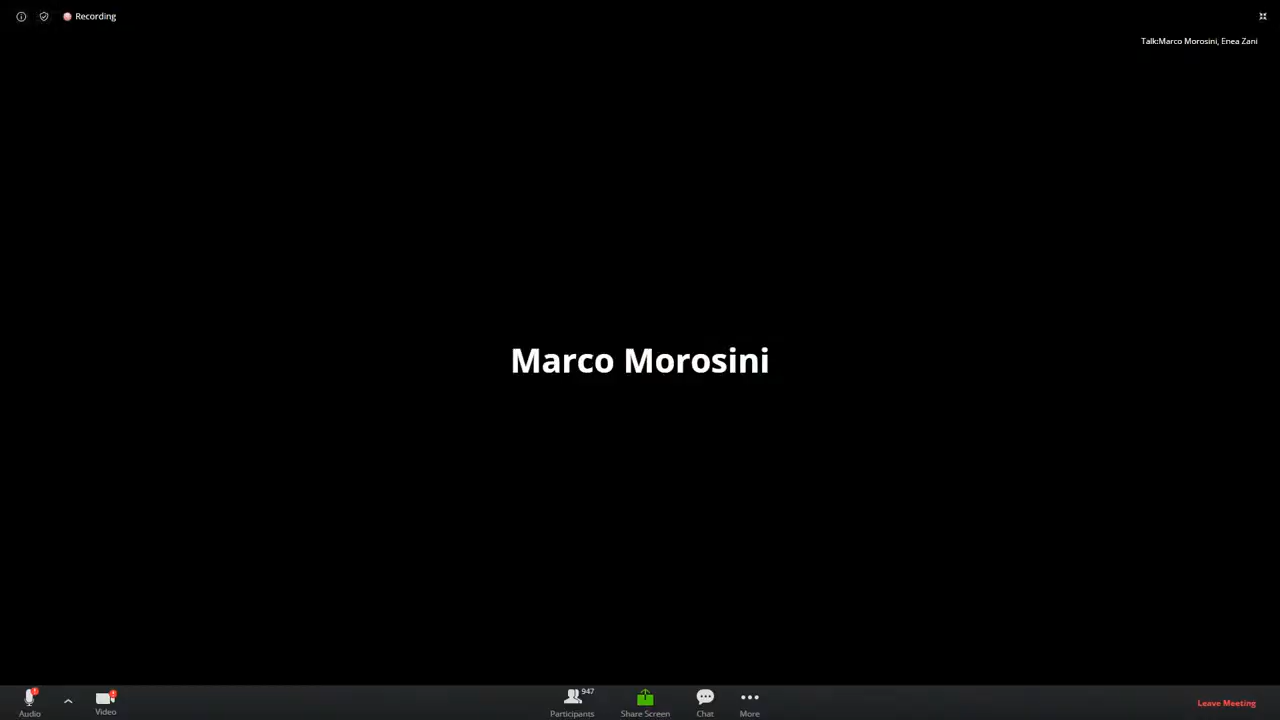 Recording
Talk:Marco Morosini, Enea Zani
Marco Morosini
Audio
Video
947
Participants
Share Screen
Chat
More
Leave Meeting